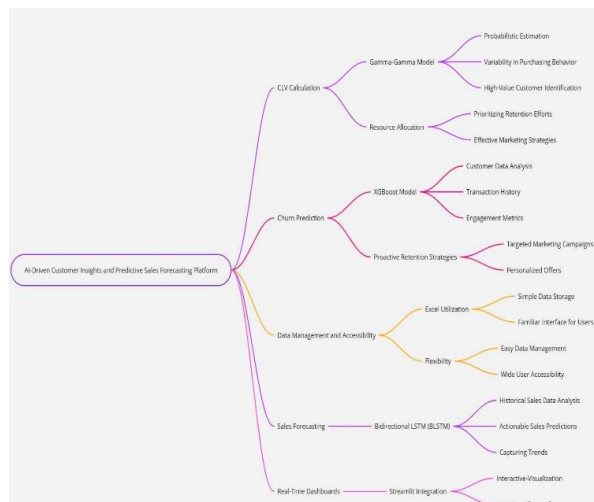 Probabilistic Estimation
Gamma-Gamma Model
Variability in Purchasing Behavior
High-Value Customer Identification
CLV Calculation
Prioritizing Retention Efforts
Resource Allocation
Effective Marketing Strategies
Customer Data Analysis
XGBoost Model
Transaction History
Engagement Metrics
Churn Prediction
Targeted Marketing Campaigns
Proactive Retention Strategies
Personalized Offers
AI-Driven Customer Insights and Predictive Sales Forecasting Platform
Simple Data Storage
Excel Utilization
Familiar Interface for Users
Data Management and Accessibility
Easy Data Management
Flexibility
Wide User Accessibility
Historical Sales Data Analysis
Sales Forecasting
Bidirectional LSTM (BLSTM)
Actionable Sales Predictions
Capturing Trends
Interactive-Visualization
Real-Time Dashboards
Streamlit Integration